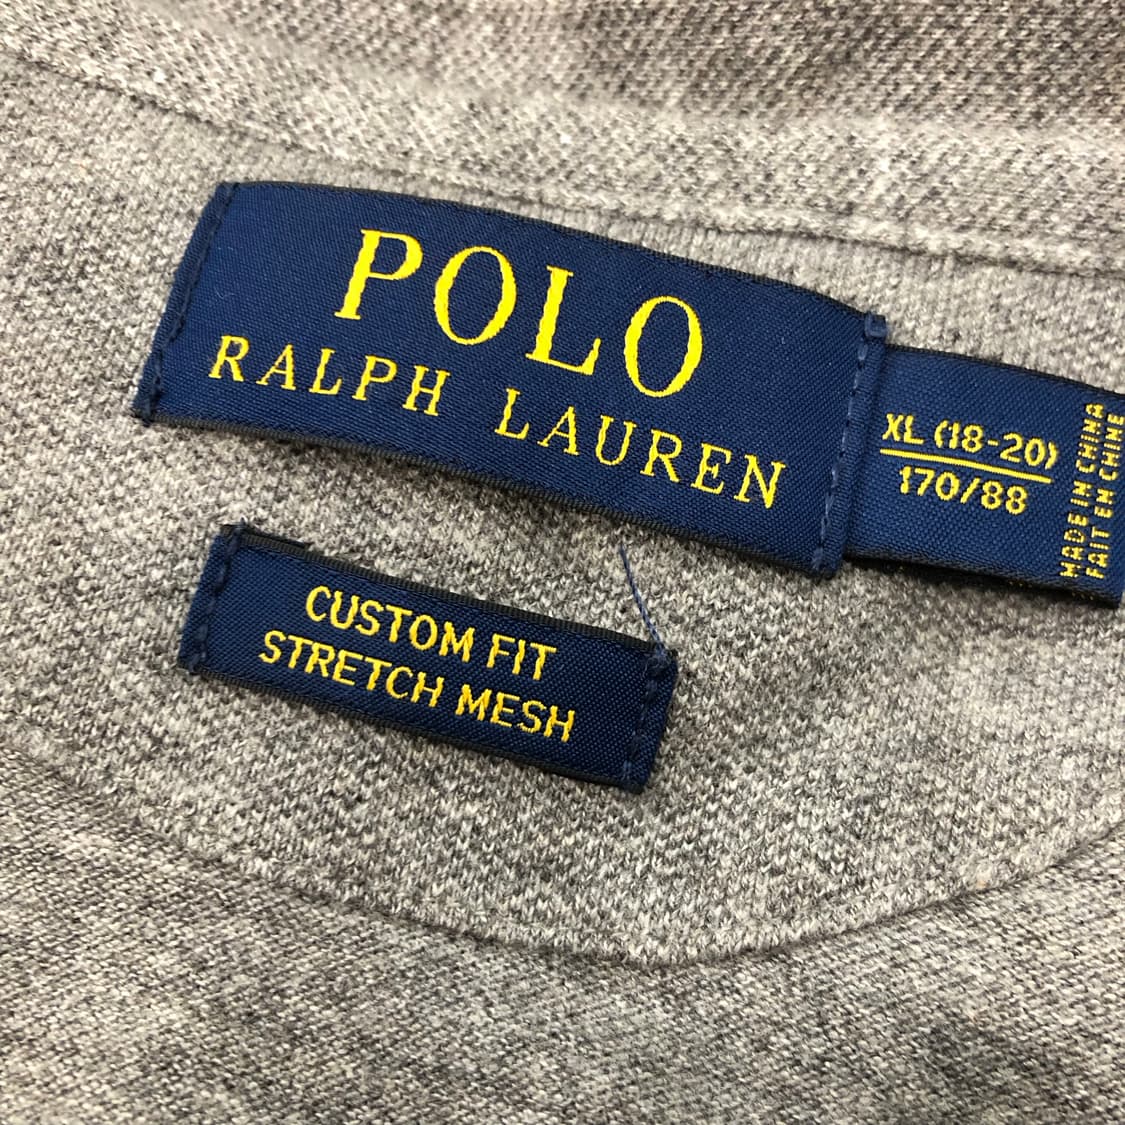 POLO
RALPH LAUREN
XL (18-20)
170/88
MADE IN CHINA
FAIT EN CHINE
CUSTOM FIT
STRETCH MESH